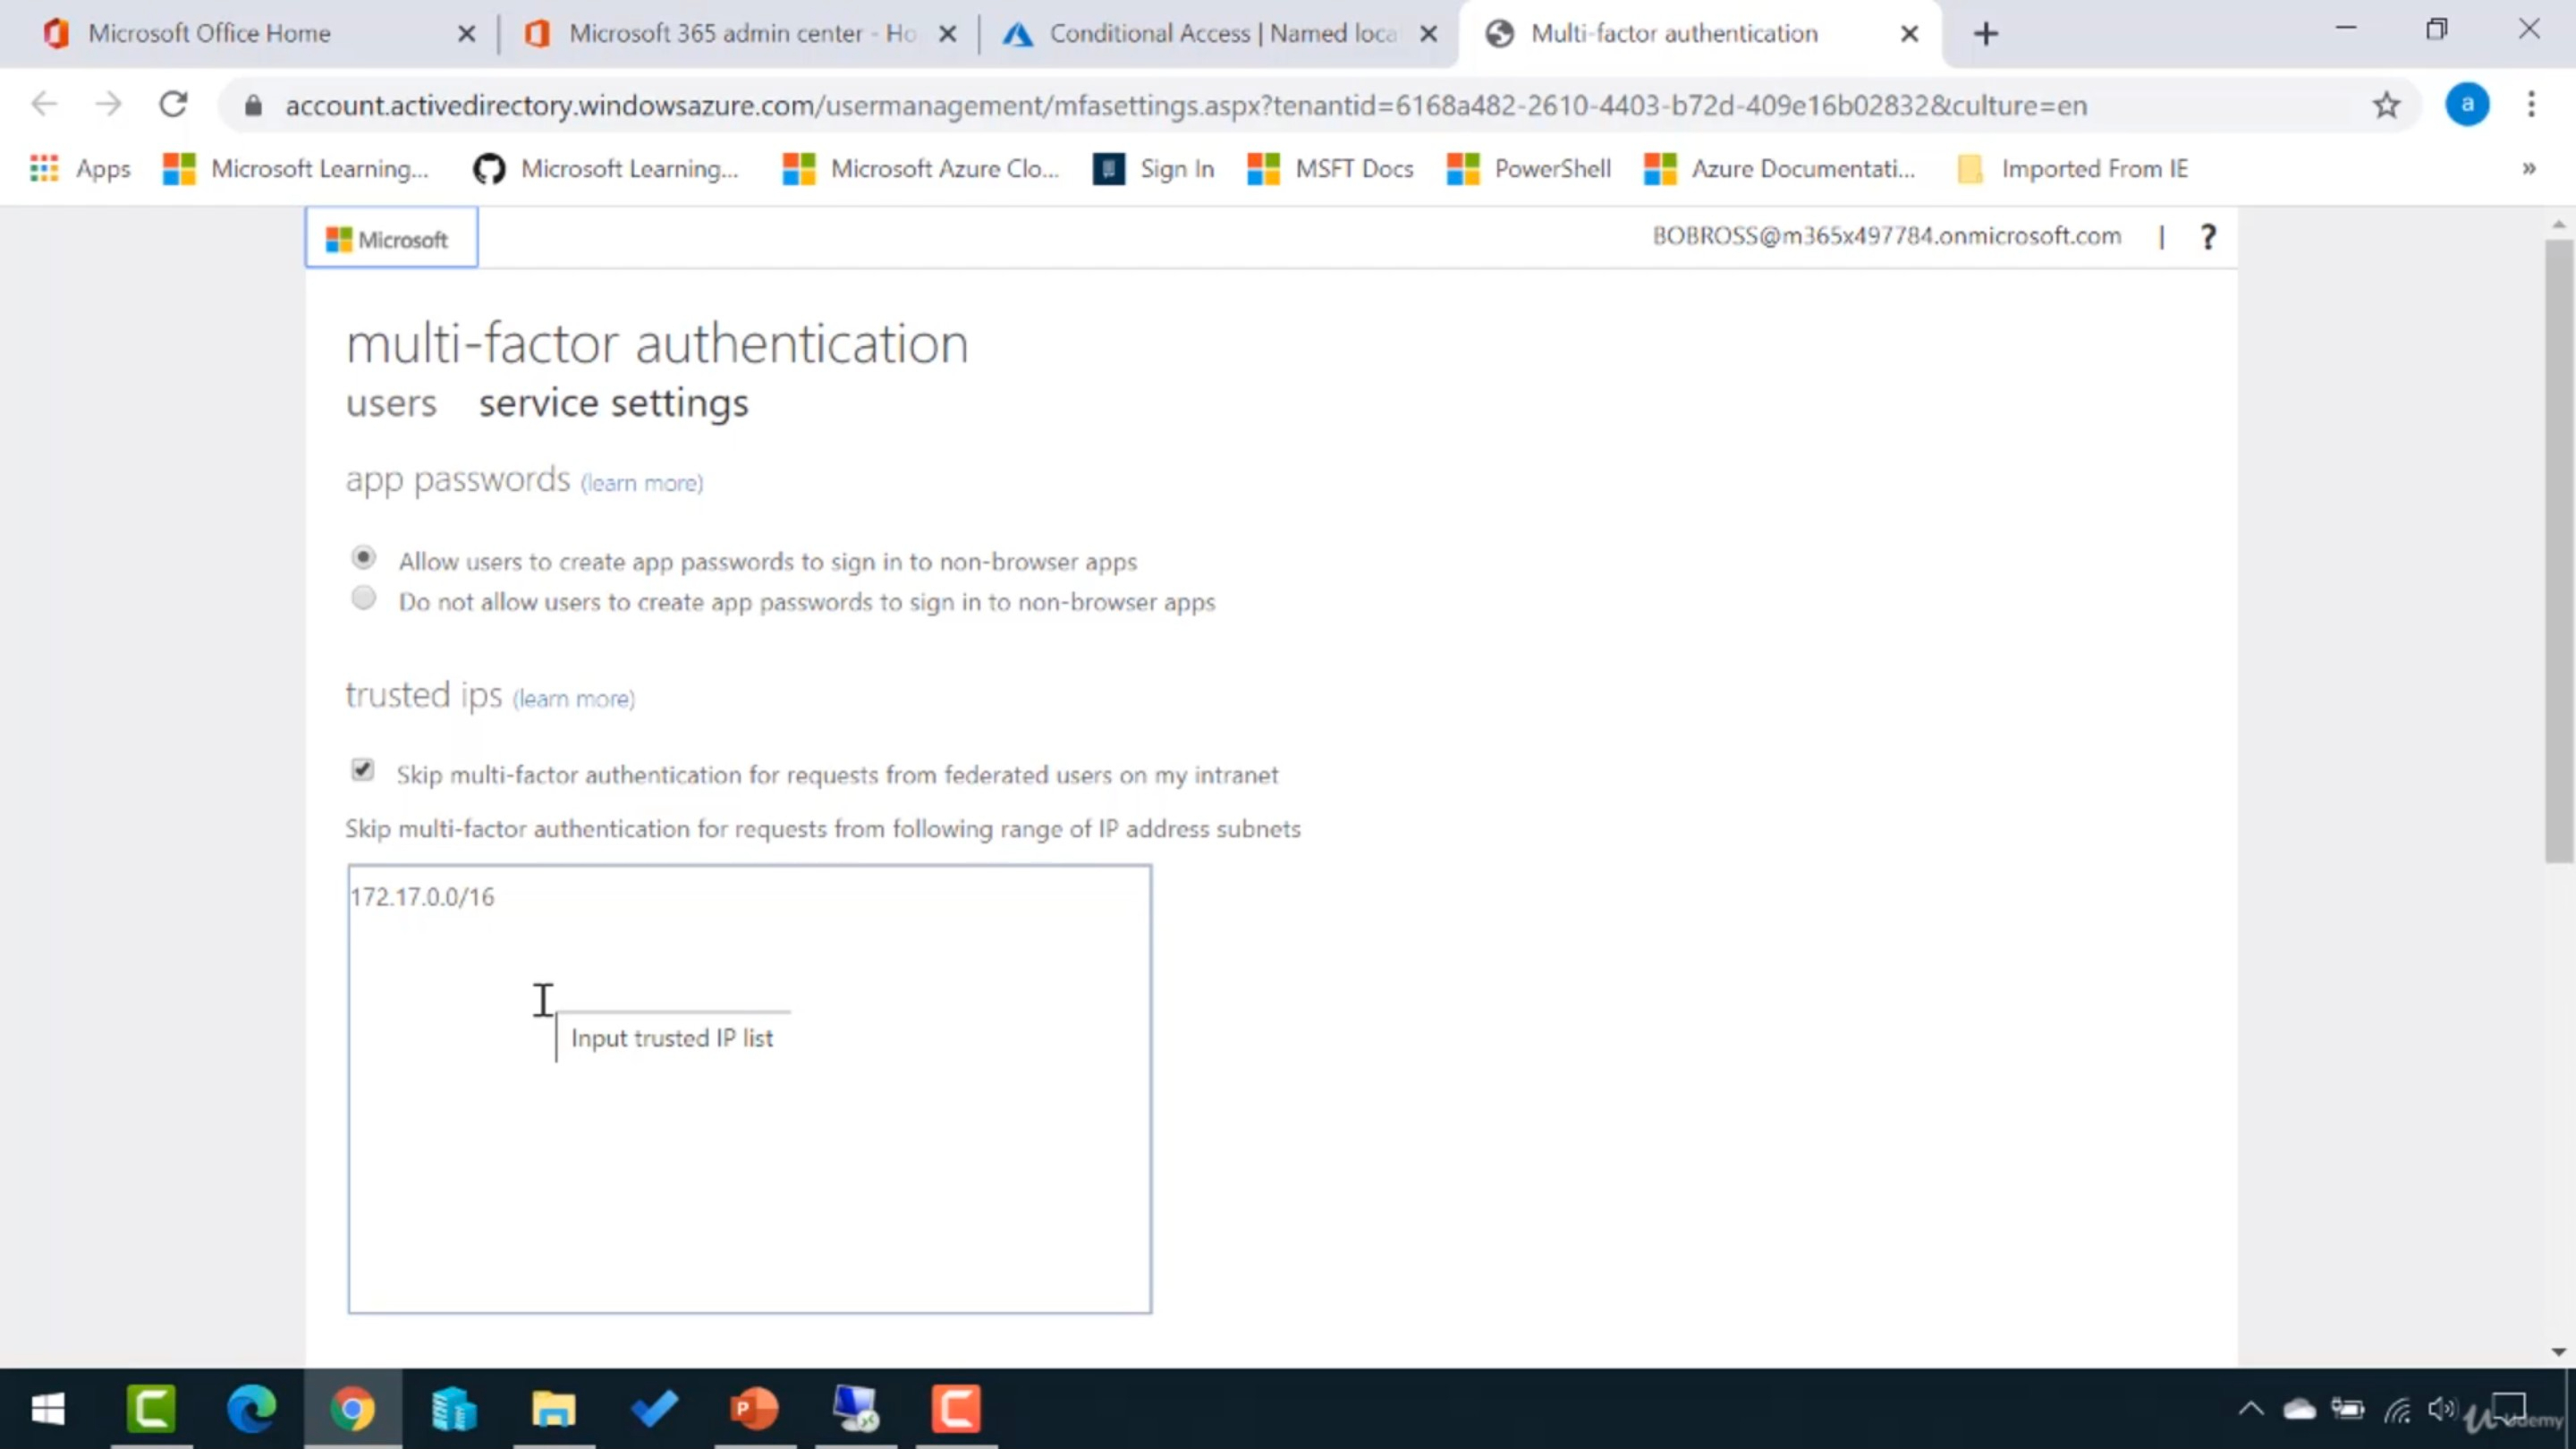 Microsoft Office Home
Microsoft 365 admin center - Ho
Conditional Access | Named loca
Multi-factor authentication
account.activedirectory.windowsazure.com/usermanagement/mfasettings.aspx?tenantid=6168a482-2610-4403-b72d-409e16b02832&culture=en
a
Apps
Microsoft Learning...
Microsoft Learning...
Microsoft Azure Clo...
Sign In
MSFT Docs
PowerShell
Azure Documentati...
Imported From IE
»
Microsoft
BOBROSS@m365x497784.onmicrosoft.com | ?
multi-factor authentication
users service settings
app passwords (learn more)
Allow users to create app passwords to sign in to non-browser apps
Do not allow users to create app passwords to sign in to non-browser apps
trusted ips (learn more)
Skip multi-factor authentication for requests from federated users on my intranet
Skip multi-factor authentication for requests from following range of IP address subnets
172.17.0.0/16
Input trusted IP list
Udemy